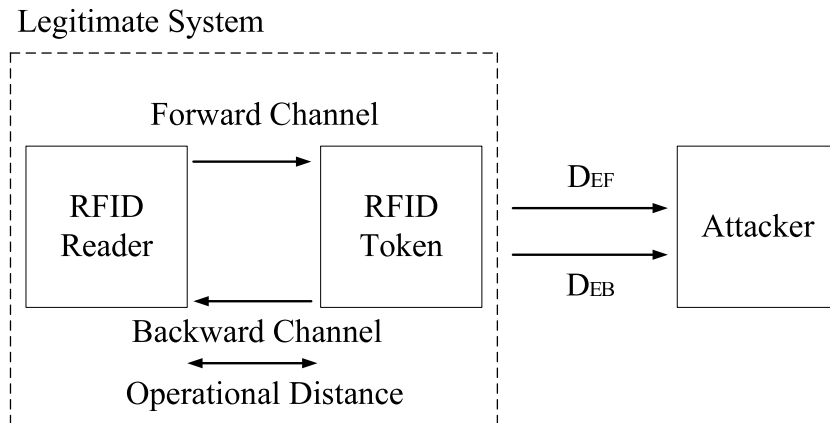 Legitimate System
Forward Channel
RFID
Reader
RFID
Token
DEF
DEB
Attacker
Backward Channel
Operational Distance